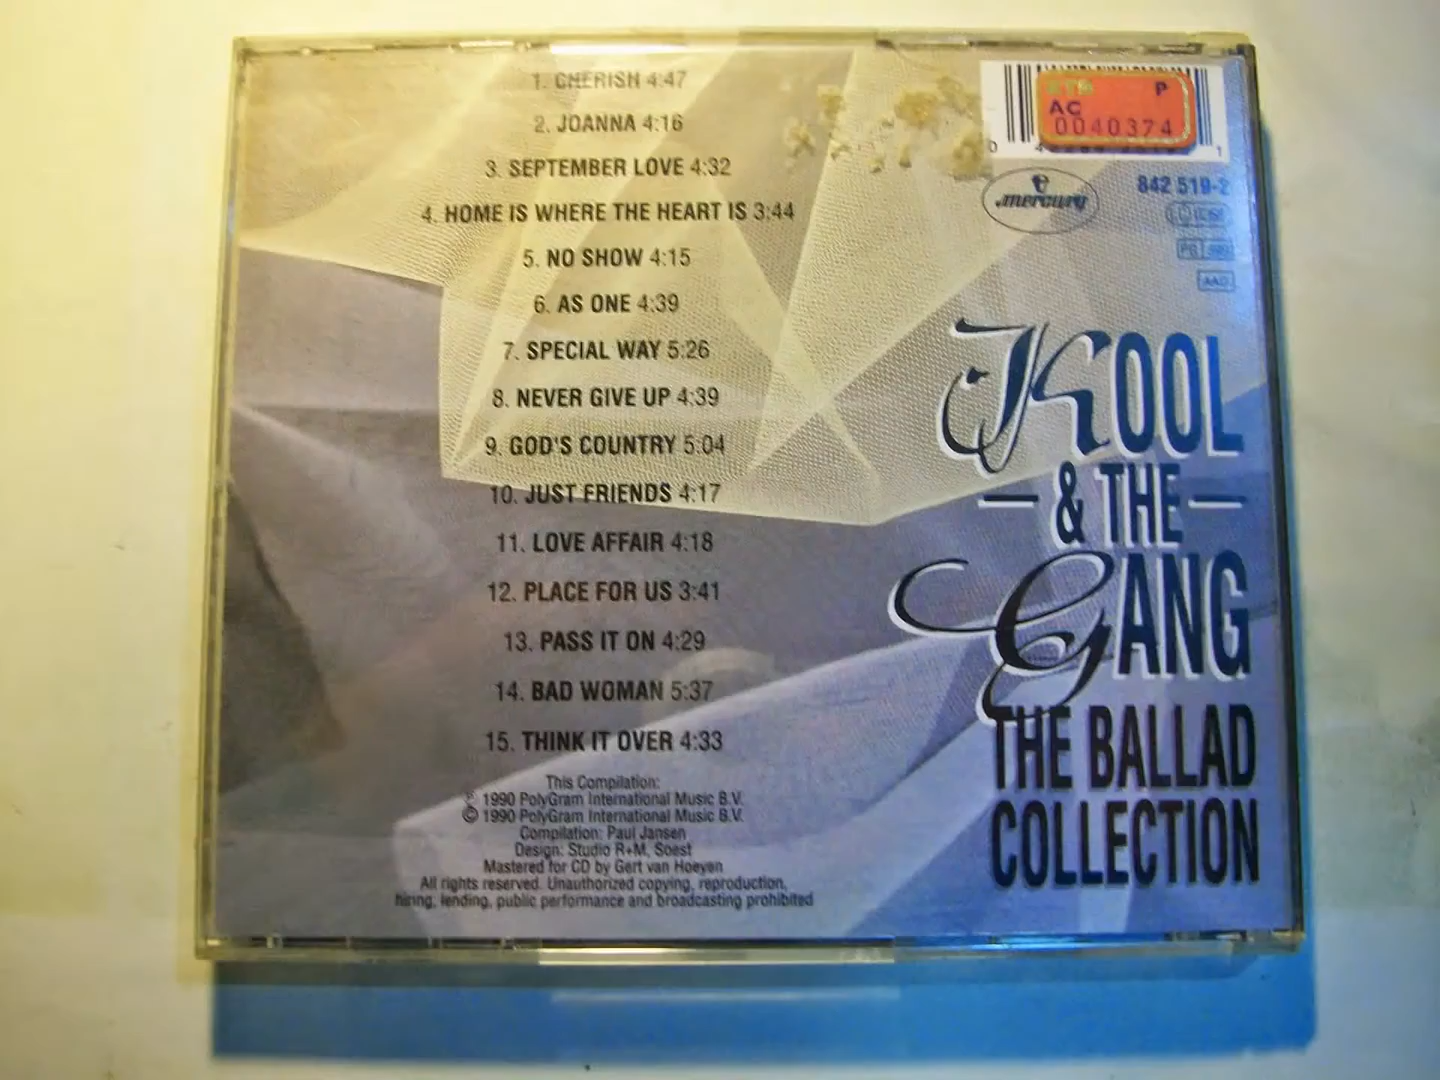 1. CHERISH 4:47
2. JOANNA 4:16
3. SEPTEMBER LOVE 4:32
4. HOME IS WHERE THE HEART IS 3:44
5. NO SHOW 4:15
6. AS ONE 4:39
7. SPECIAL WAY 5:26
8. NEVER GIVE UP 4:39
9. GOD'S COUNTRY 5:04
10. JUST FRIENDS 4:17
11. LOVE AFFAIR 4:18
12. PLACE FOR US 3:41
13. PASS IT ON 4:29
14. BAD WOMAN 5:37
15. THINK IT OVER 4:33
This Compilation:
℗ 1990 PolyGram International Music B.V.
© 1990 PolyGram International Music B.V.
Compilation: Paul Jansen
Design: Studio R+M, Soest
Mastered for CD by Gert van Hoeyen
All rights reserved. Unauthorized copying, reproduction,
hiring, lending, public performance and broadcasting prohibited
P
AC
0040374
mercury
842 519-2
AAD
KOOL
& THE
GANG
THE BALLAD
COLLECTION